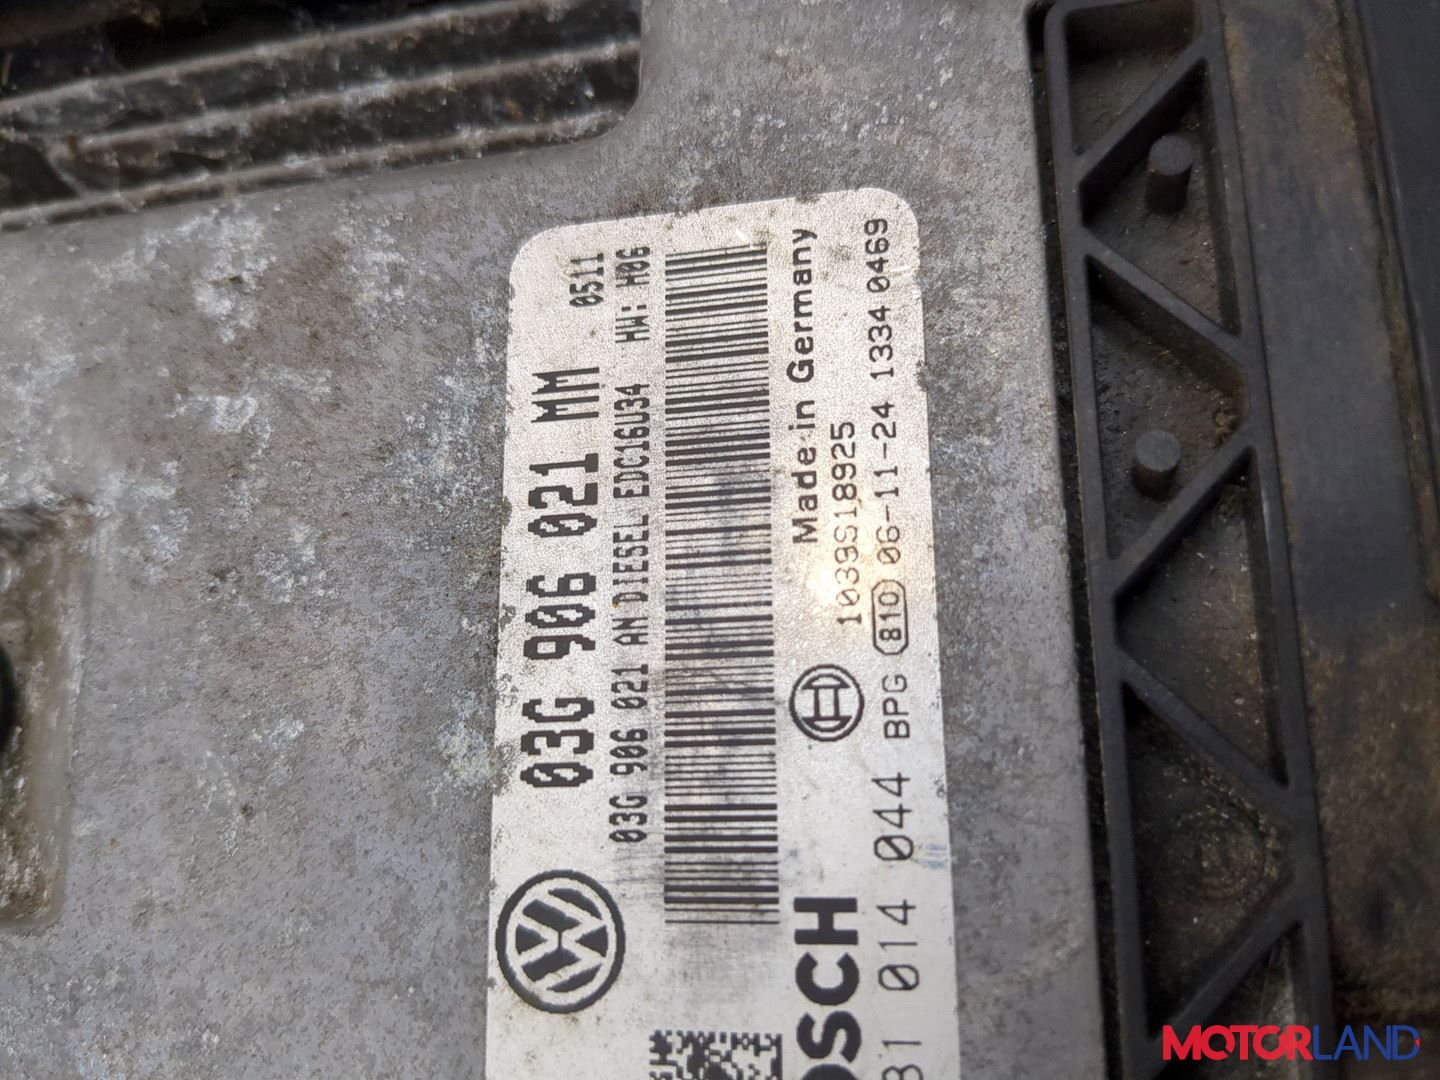 03G 906 021 MM 0511
03G 906 021 AN DIESEL EDC16U34 HW: H06
Made in Germany
1039S18925
81 014 044 BPG 810 06-11-24 1334 0469
MOTORLAND